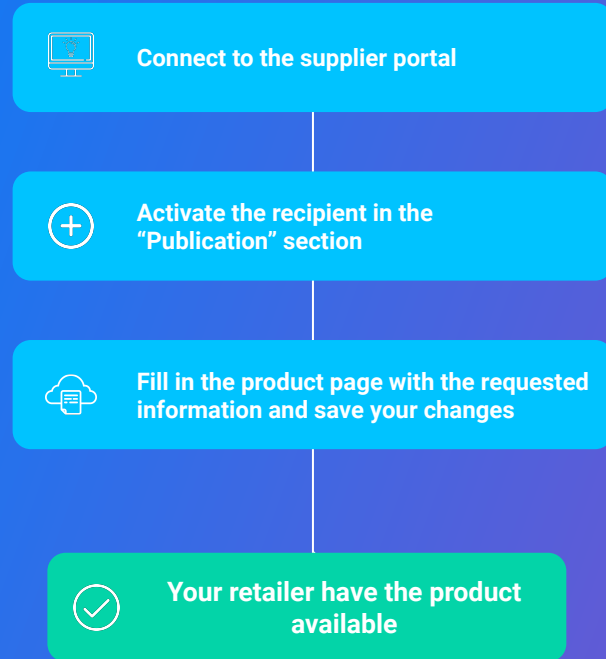 Connect to the supplier portal
Activate the recipient in the
“Publication” section
Fill in the product page with the requested
information and save your changes
Your retailer have the product
available